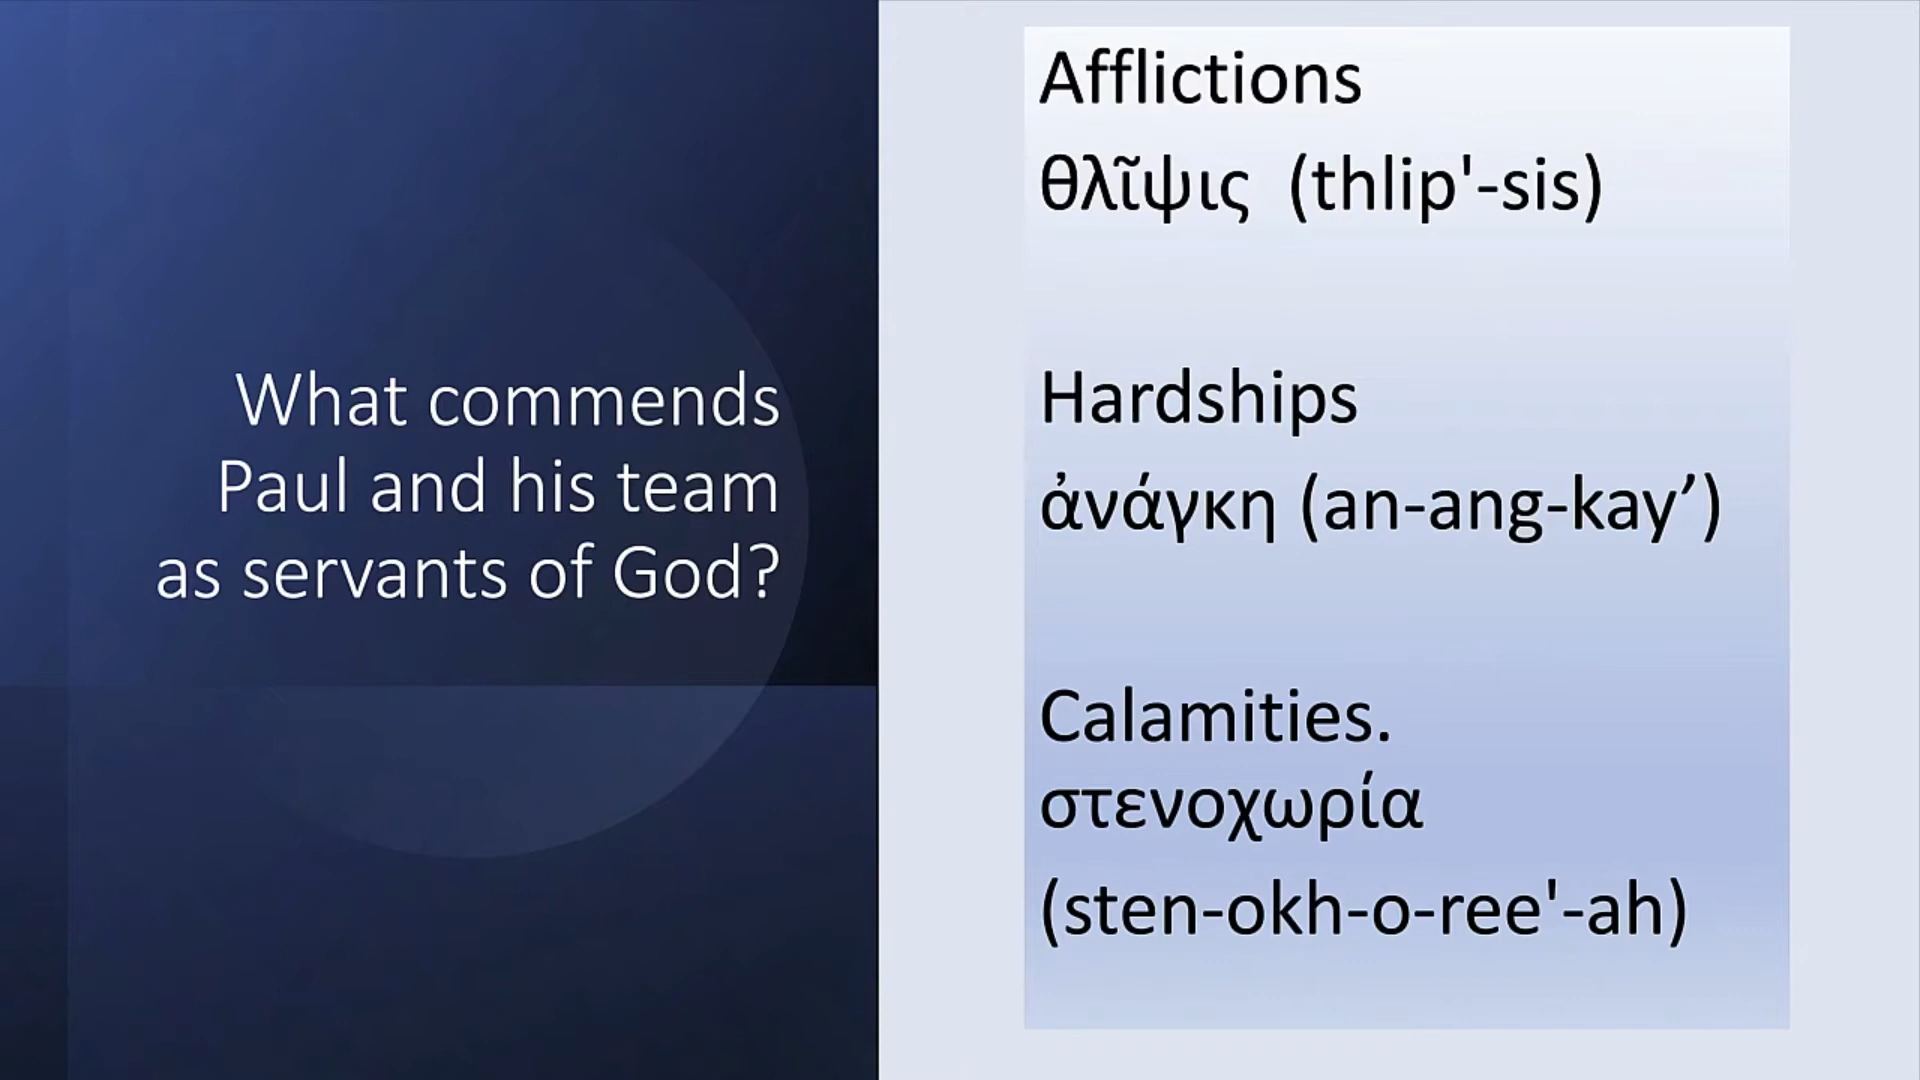 What commends
Paul and his team
as servants of God?
Afflictions
θλῖψις (thlip'-sis)
Hardships
ἀνάγκη (an-ang-kay’)
Calamities.
στενοχωρία
(sten-okh-o-ree'-ah)